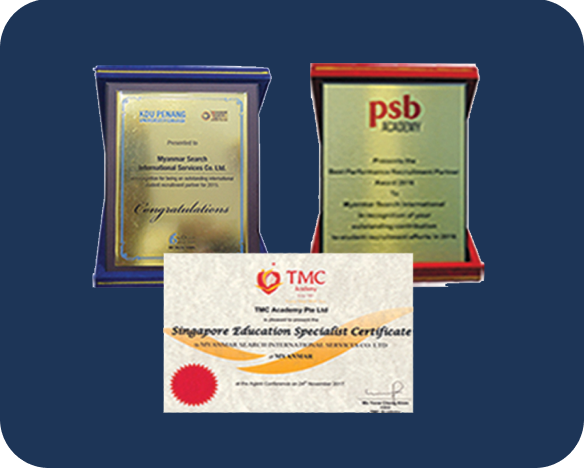 KDU PENANG
Presented to
Myanmar Search
International Services Co. Ltd.
in recognition for being an outstanding international
student recruitment partner for 2015.
Congratulations
psb
ACADEMY
Presents the
Best Performance Recruitment Partner
Award 2016
To
Myanmar Search International
In recognition of your
outstanding contribution
to student recruitment efforts in 2016
TMC
Academy
TMC Academy Pte Ltd
is pleased to present the
Singapore Education Specialist Certificate
to MYANMAR SEARCH INTERNATIONAL SERVICES CO. LTD
of MYANMAR
at the Agent Conference on 24th November 2017